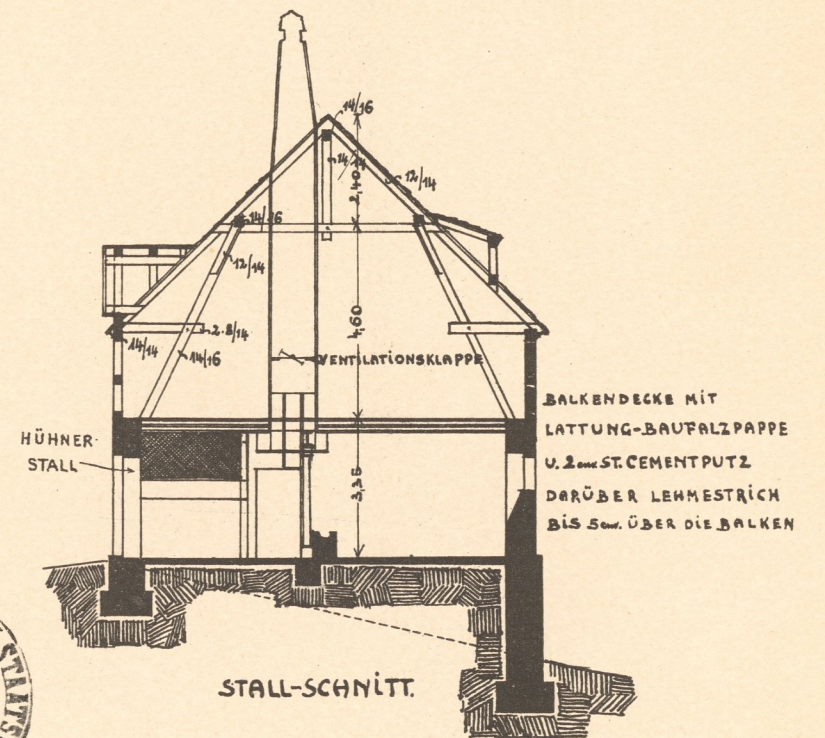 14/16
14/14
2,40
12/14
14/16
12/14
4,60
2·8/14
14/14
14/16
VENTILATIONSKLAPPE
BALKENDECKE MIT
LATTUNG-BAUFALZPAPPE
U. 2cm ST. CEMENTPUTZ
DARÜBER LEHMESTRICH
BIS 5cm. ÜBER DIE BALKEN
HÜHNER-
STALL
3,35
STALL-SCHNITT.
STAATS